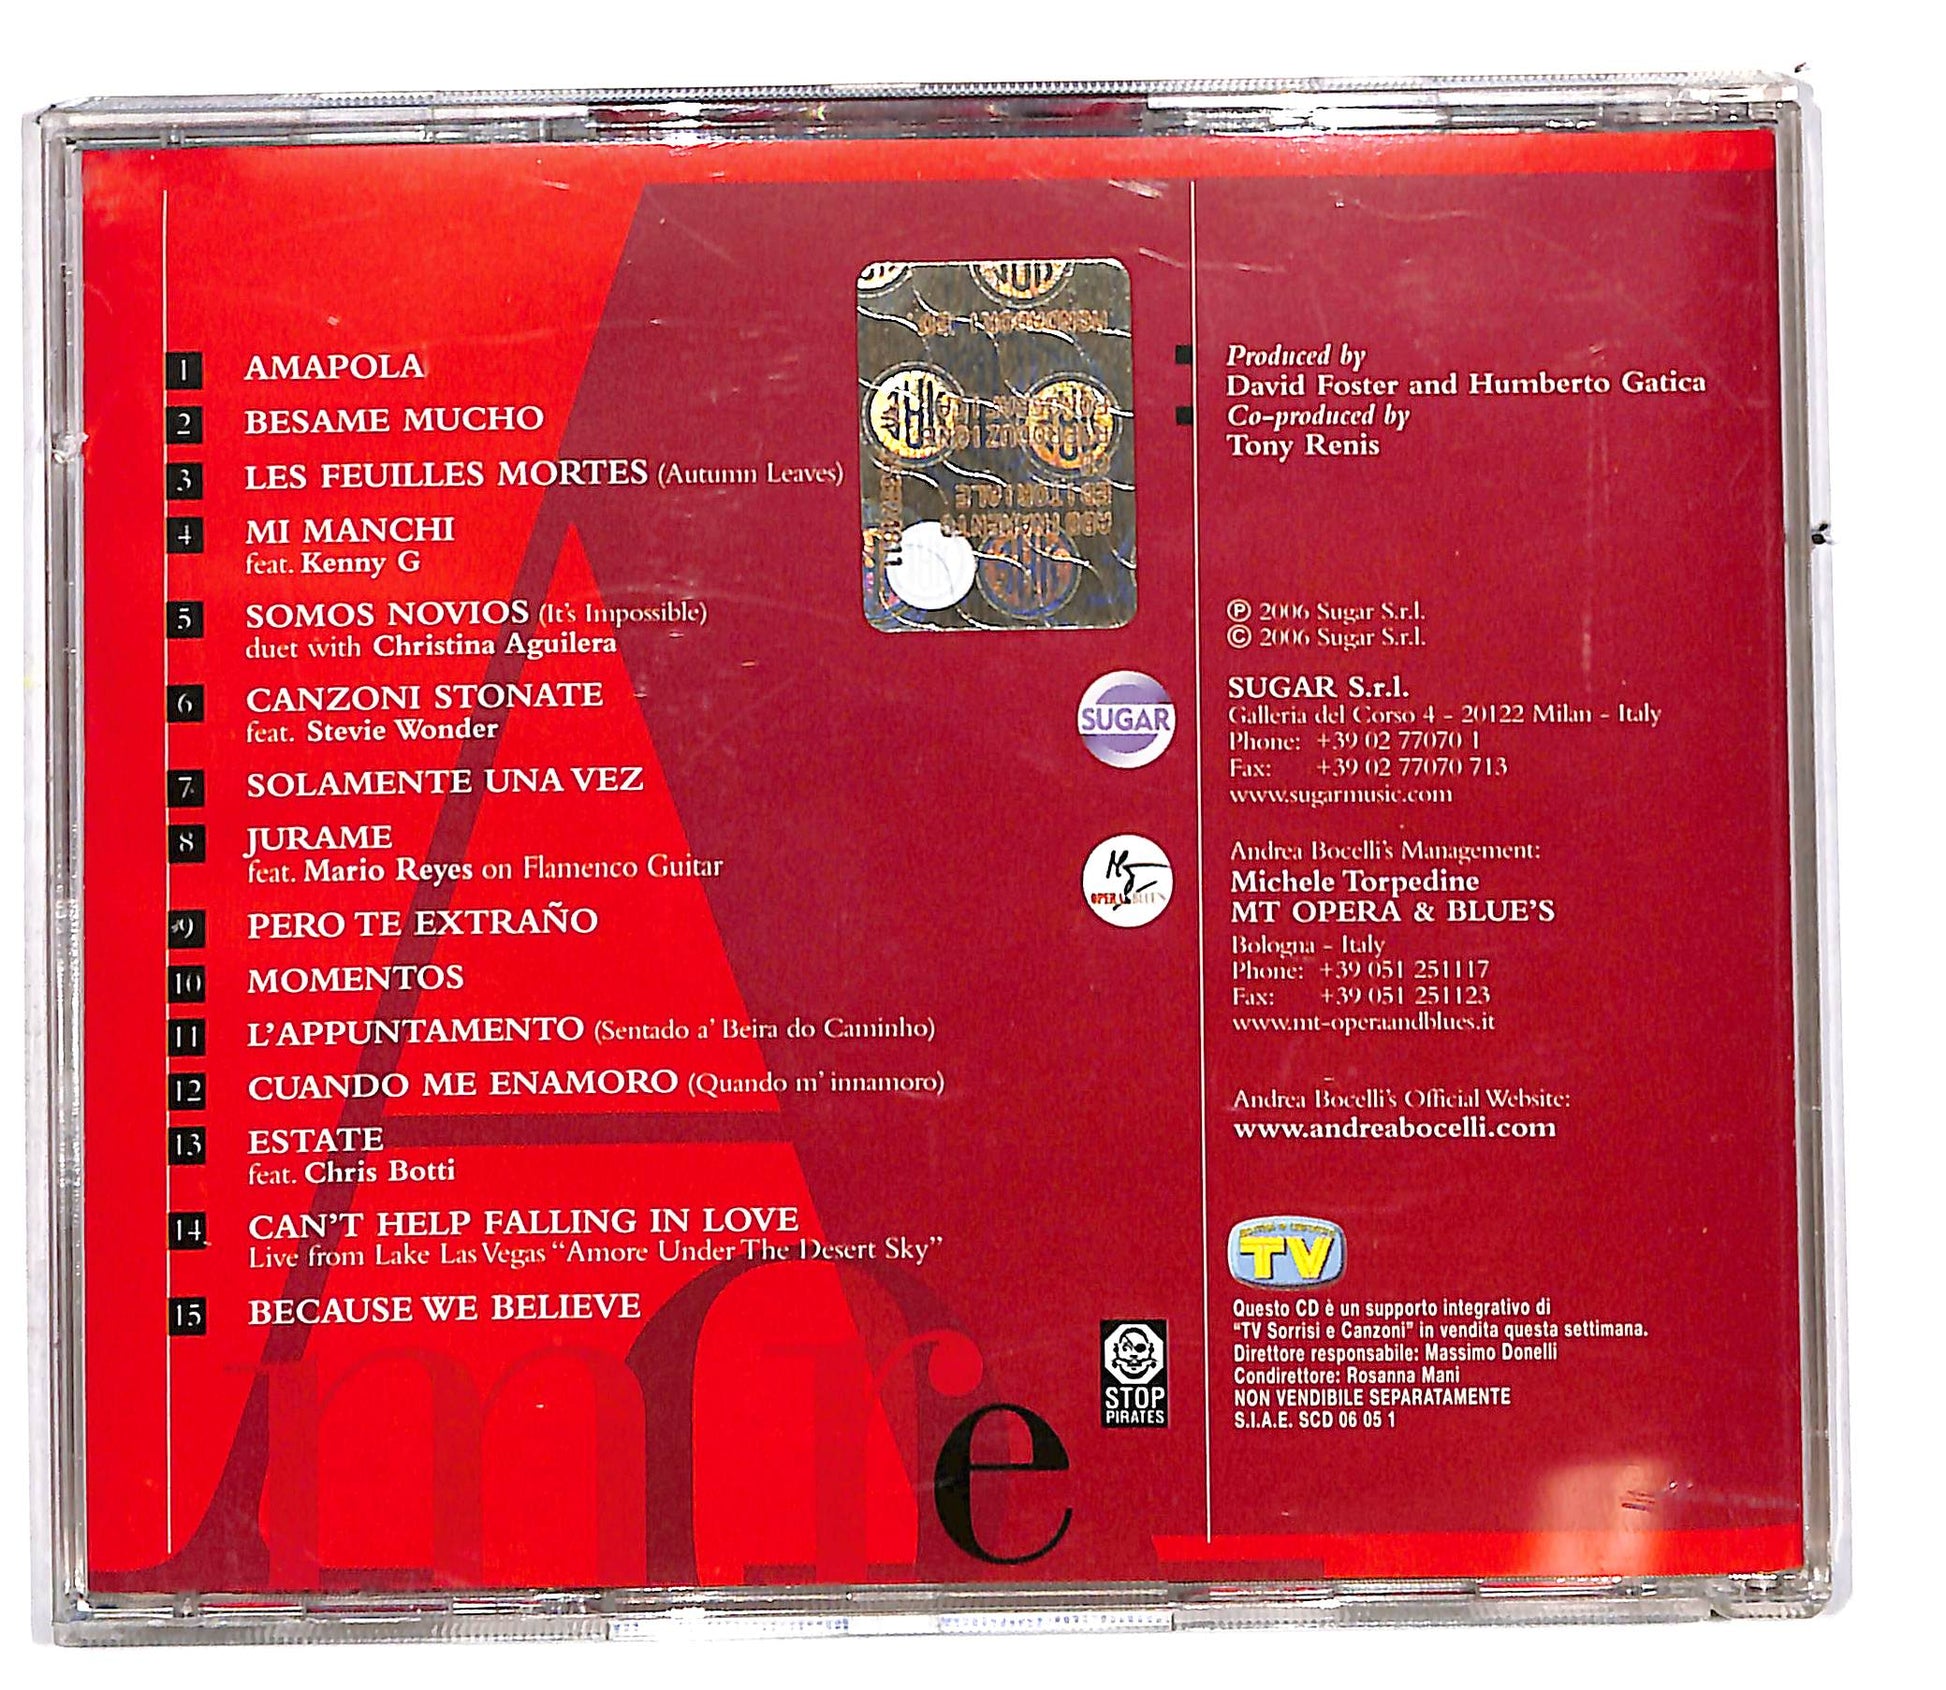 1 AMAPOLA
2 BESAME MUCHO
3 LES FEUILLES MORTES (Autumn Leaves)
4 MI MANCHI
feat. Kenny G
5 SOMOS NOVIOS (It's Impossible)
duet with Christina Aguilera
6 CANZONI STONATE
feat. Stevie Wonder
7 SOLAMENTE UNA VEZ
8 JURAME
feat. Mario Reyes on Flamenco Guitar
9 PERO TE EXTRAÑO
10 MOMENTOS
11 L'APPUNTAMENTO (Sentado a' Beira do Caminho)
12 CUANDO ME ENAMORO (Quando m' innamoro)
13 ESTATE
feat. Chris Botti
14 CAN'T HELP FALLING IN LOVE
Live from Lake Las Vegas "Amore Under The Desert Sky"
15 BECAUSE WE BELIEVE
Amore
SUGAR
OPERA BLUE'S
STOP
PIRATES
Produced by
David Foster and Humberto Gatica
Co-produced by
Tony Renis
℗ 2006 Sugar S.r.l.
© 2006 Sugar S.r.l.
SUGAR S.r.l.
Galleria del Corso 4 - 20122 Milan - Italy
Phone: +39 02 77070 1
Fax: +39 02 77070 713
www.sugarmusic.com
Andrea Bocelli's Management:
Michele Torpedine
MT OPERA & BLUE'S
Bologna - Italy
Phone: +39 051 251117
Fax: +39 051 251123
www.mt-operaandblues.it
Andrea Bocelli's Official Website:
www.andreabocelli.com
TV
Questo CD è un supporto integrativo di
"TV Sorrisi e Canzoni" in vendita questa settimana.
Direttore responsabile: Massimo Donelli
Condirettore: Rosanna Mani
NON VENDIBILE SEPARATAMENTE
S.I.A.E. SCD 06 05 1